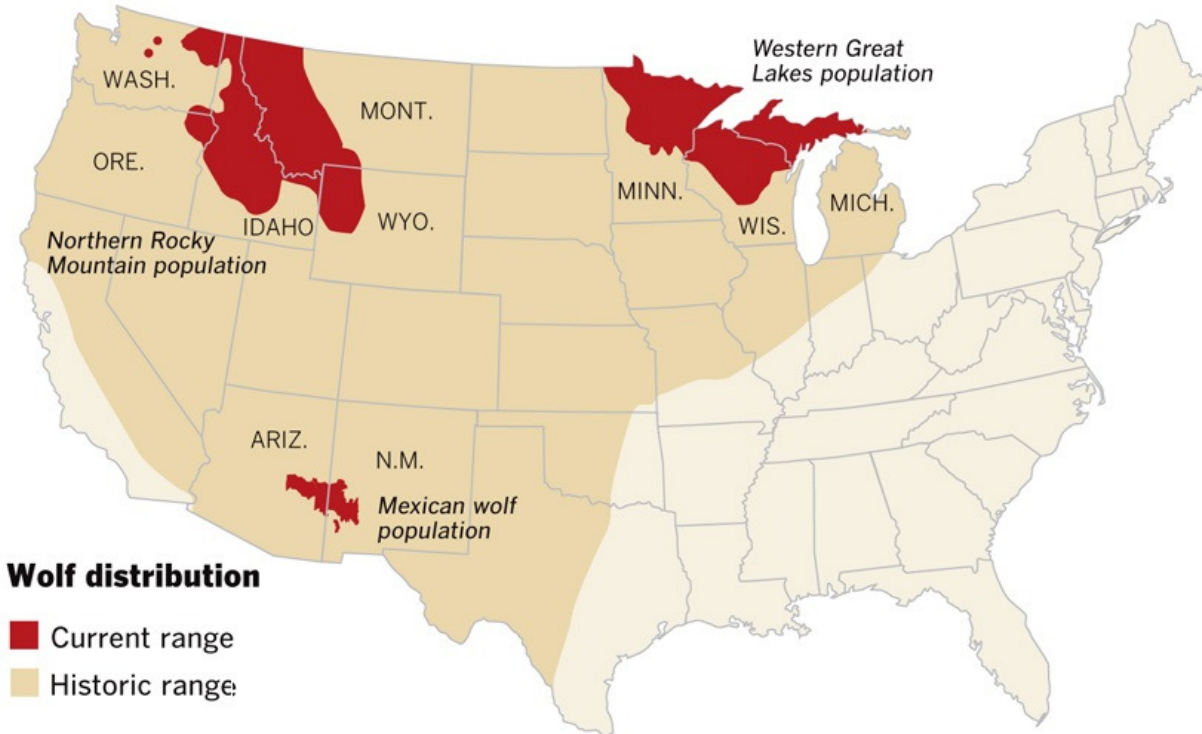 Western Great
Lakes population
WASH.
MONT.
ORE.
MINN.
MICH.
IDAHO
WYO.
WIS.
Northern Rocky
Mountain population
ARIZ.
N.M.
Mexican wolf
population
Wolf distribution
Current range
Historic range